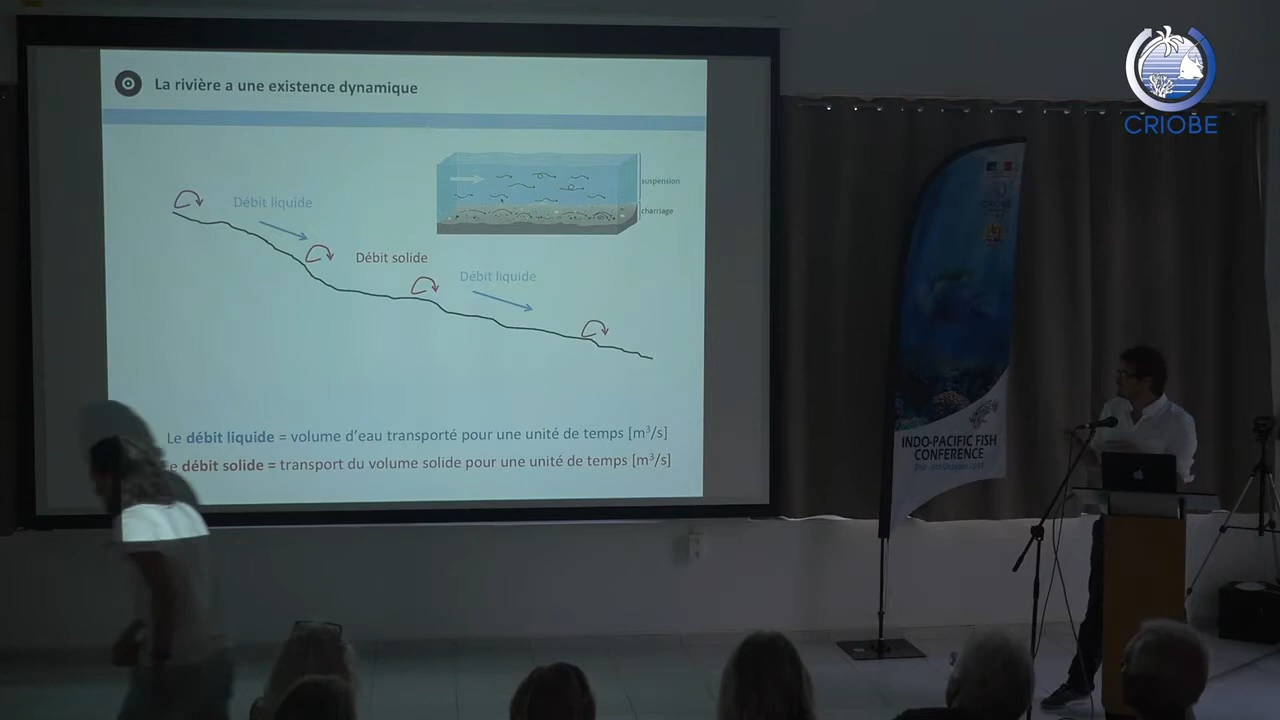 La rivière a une existence dynamique
CRIOBE
suspension
charriage
Débit liquide
Débit solide
Débit liquide
Le débit liquide = volume d'eau transporté pour une unité de temps [m³/s]
e débit solide = transport du volume solide pour une unité de temps [m³/s]
INDO-PACIFIC FISH
CONFERENCE